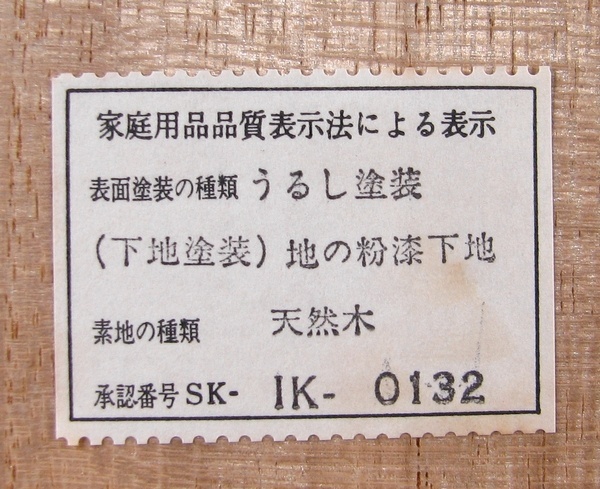 家庭用品品質表示法による表示
表面塗装の種類 うるし塗装
(下地塗装) 地の粉漆下地
素地の種類 天然木
承認番号 SK- IK- 0132